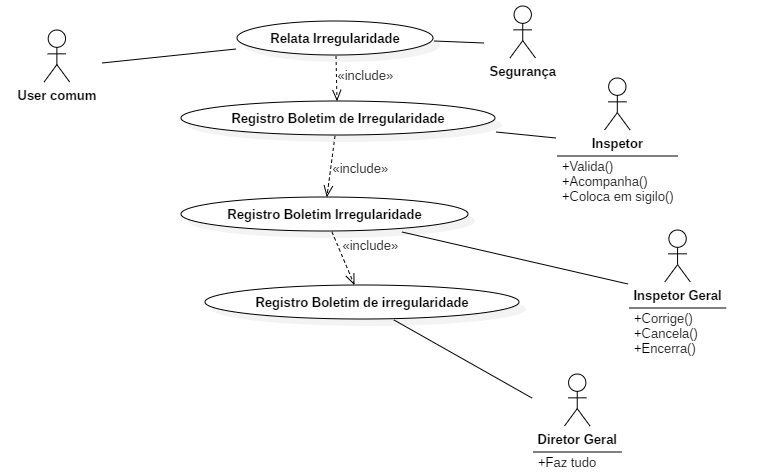 Relata Irregularidade
User comum
Segurança
«include»
Registro Boletim de Irregularidade
Inspetor
+Valida()
+Acompanha()
+Coloca em sigilo()
«include»
Registro Boletim Irregularidade
«include»
Inspetor Geral
+Corrige()
+Cancela()
+Encerra()
Registro Boletim de irregularidade
Diretor Geral
+Faz tudo